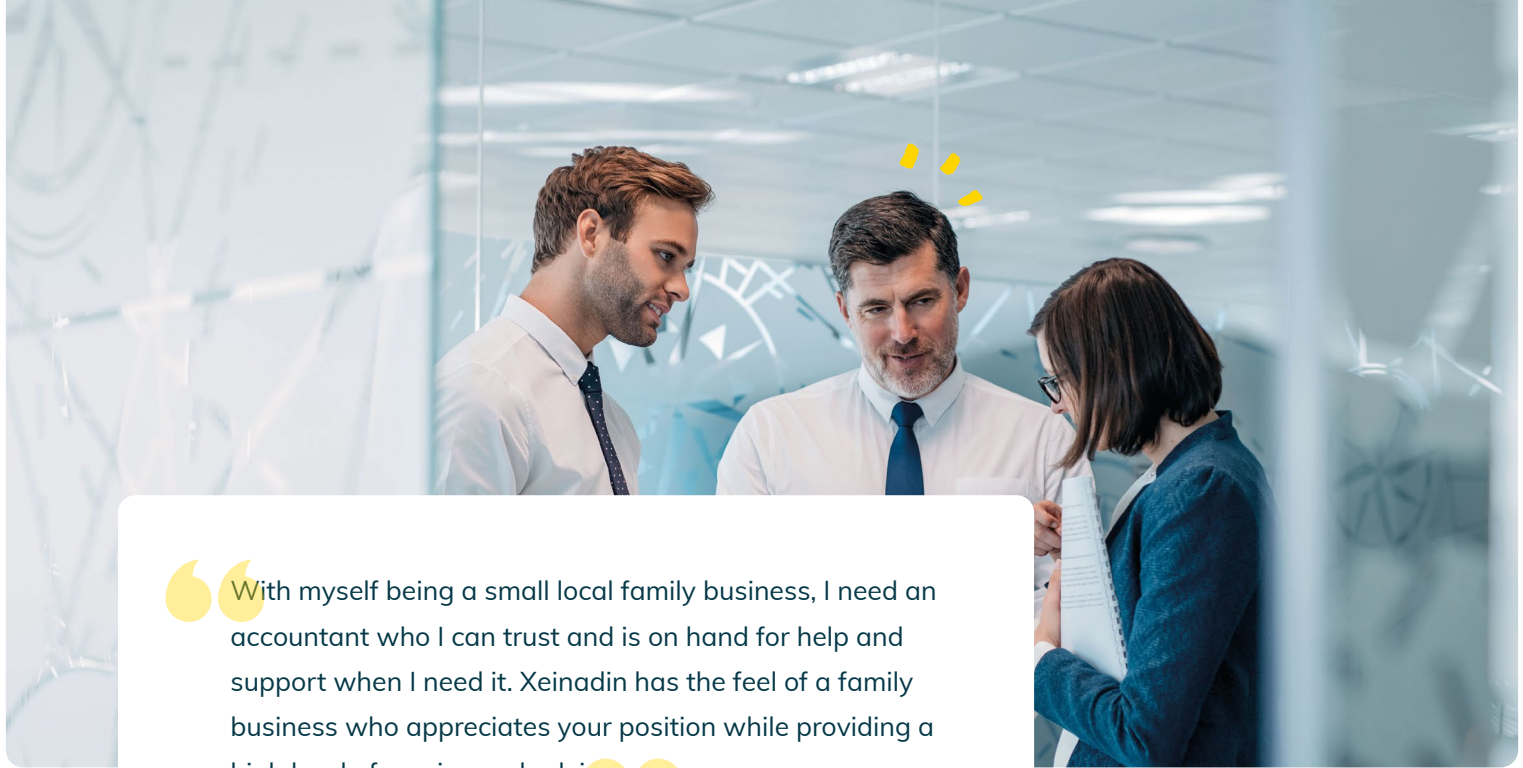 With myself being a small local family business, I need an
accountant who I can trust and is on hand for help and
support when I need it. Xeinadin has the feel of a family
business who appreciates your position while providing a